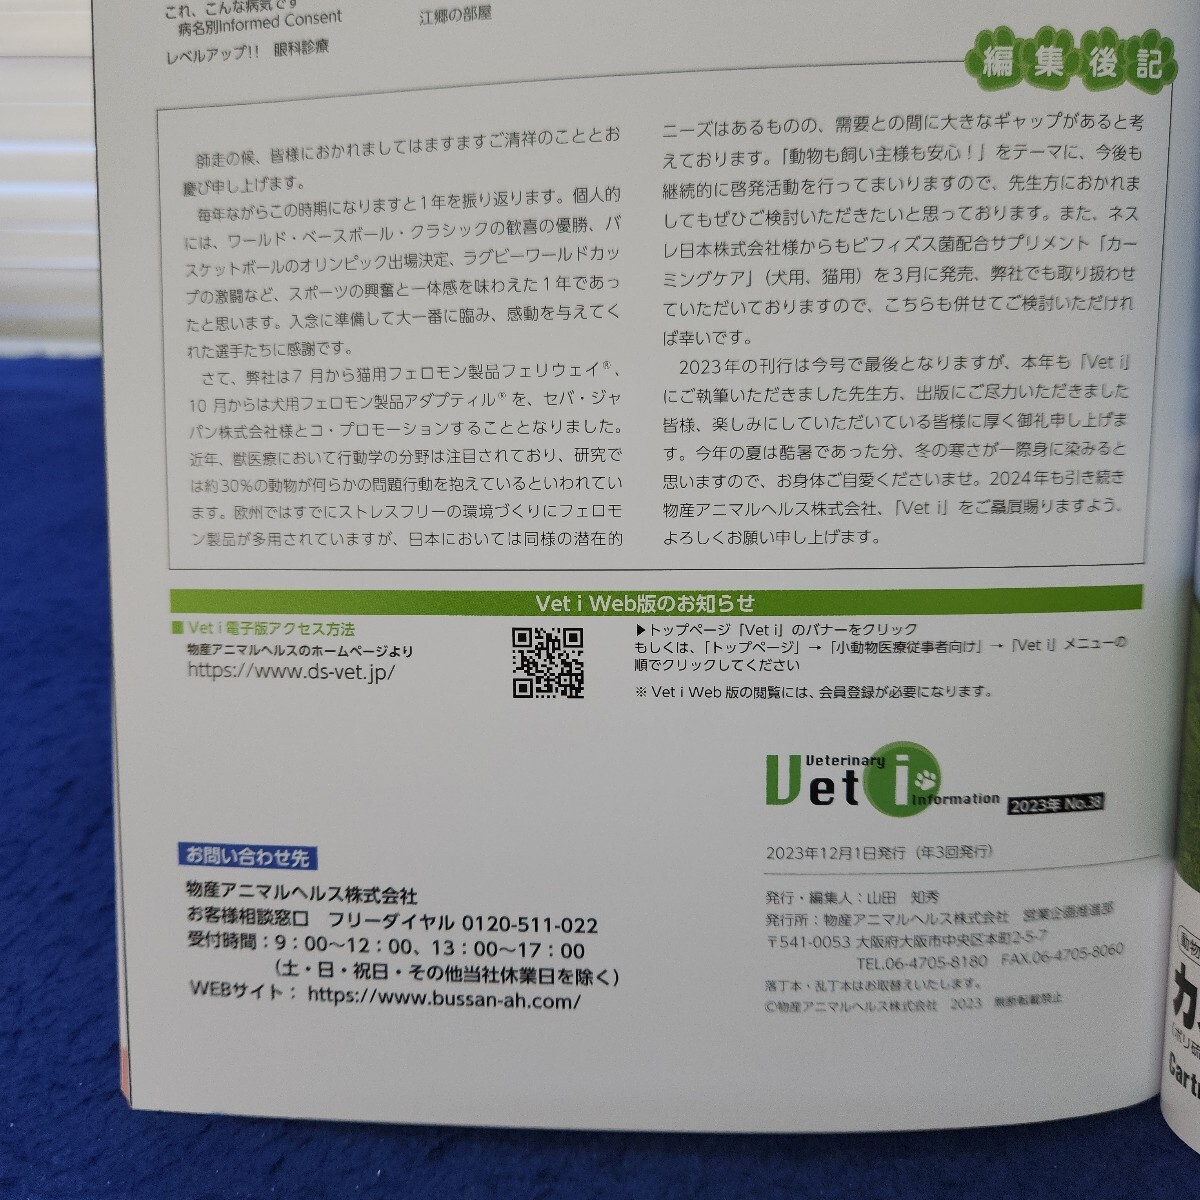 これ、こんな病気です
病名別Informed Consent
レベルアップ!! 眼科診療
江郷の部屋
編集後記
師走の候、皆様におかれましてはますますご清祥のこととお
慶び申し上げます。
毎年ながらこの時期になりますと1年を振り返ります。個人的
には、ワールド・ベースボール・クラシックの歓喜の優勝、バ
スケットボールのオリンピック出場決定、ラグビーワールドカッ
プの激闘など、スポーツの興奮と一体感を味わえた1年であっ
たと思います。入念に準備して大一番に臨み、感動を与えてく
れた選手たちに感謝です。
さて、弊社は7月から猫用フェロモン製品フェリウェイ®、
10月からは犬用フェロモン製品アダプティル®を、セバ・ジャ
パン株式会社様とコ・プロモーションすることとなりました。
近年、獣医療において行動学の分野は注目されており、研究で
は約30%の動物が何らかの問題行動を抱えているといわれてい
ます。欧州ではすでにストレスフリーの環境づくりにフェロモ
ン製品が多用されていますが、日本においては同様の潜在的
ニーズはあるものの、需要との間に大きなギャップがあると考
えております。「動物も飼い主様も安心！」をテーマに、今後も
継続的に啓発活動を行ってまいりますので、先生方におかれま
してもぜひご検討いただきたいと思っております。また、ネス
レ日本株式会社様からもビフィズス菌配合サプリメント「カー
ミングケア」（犬用、猫用）を3月に発売、弊社でも取り扱わせ
ていただいておりますので、こちらも併せてご検討いただけれ
ば幸いです。
2023年の刊行は今号で最後となりますが、本年も「Vet i」
にご執筆いただきました先生方、出版にご尽力いただきました
皆様、楽しみにしていただいている皆様に厚く御礼申し上げま
す。今年の夏は酷暑であった分、冬の寒さが一際身に染みると
思いますので、お身体ご自愛くださいませ。2024年も引き続き
物産アニマルヘルス株式会社、「Vet i」をご贔屓賜りますよう、
よろしくお願い申し上げます。
Vet i Web版のお知らせ
■ Vet i 電子版アクセス方法
物産アニマルヘルスのホームページより
https://www.ds-vet.jp/
▶トップページ「Vet i」のバナーをクリック
もしくは、「トップページ」→「小動物医療従事者向け」→「Vet i」メニューの
順でクリックしてください
※ Vet i Web 版の閲覧には、会員登録が必要になります。
Veterinary
Vet i
Information
2023年 No.38
2023年12月1日発行（年3回発行）
お問い合わせ先
物産アニマルヘルス株式会社
お客様相談窓口　フリーダイヤル 0120-511-022
受付時間：9：00〜12：00、13：00〜17：00
（土・日・祝日・その他当社休業日を除く）
WEBサイト： https://www.bussan-ah.com/
発行・編集人：山田　知秀
発行所：物産アニマルヘルス株式会社　営業企画推進部
〒541-0053 大阪府大阪市中央区本町2-5-7
TEL.06-4705-8180　FAX.06-4705-8060
落丁本・乱丁本はお取替えいたします。
©物産アニマルヘルス株式会社　2023　無断転載禁止
動物
カ
Cartr